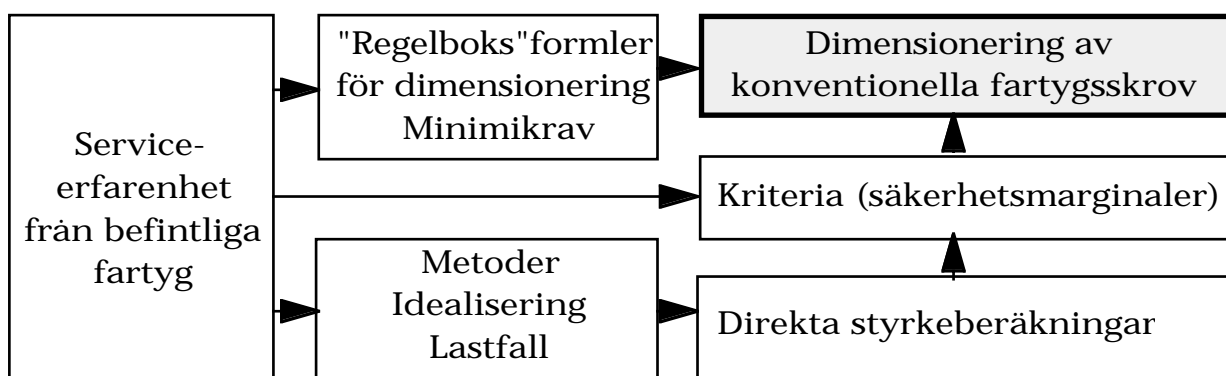 Service-
erfarenhet
från befintliga
fartyg
"Regelboks"formler
för dimensionering
Minimikrav
Dimensionering av
konventionella fartygsskrov
Kriteria (säkerhetsmarginaler)
Metoder
Idealisering
Lastfall
Direkta styrkeberäkningar